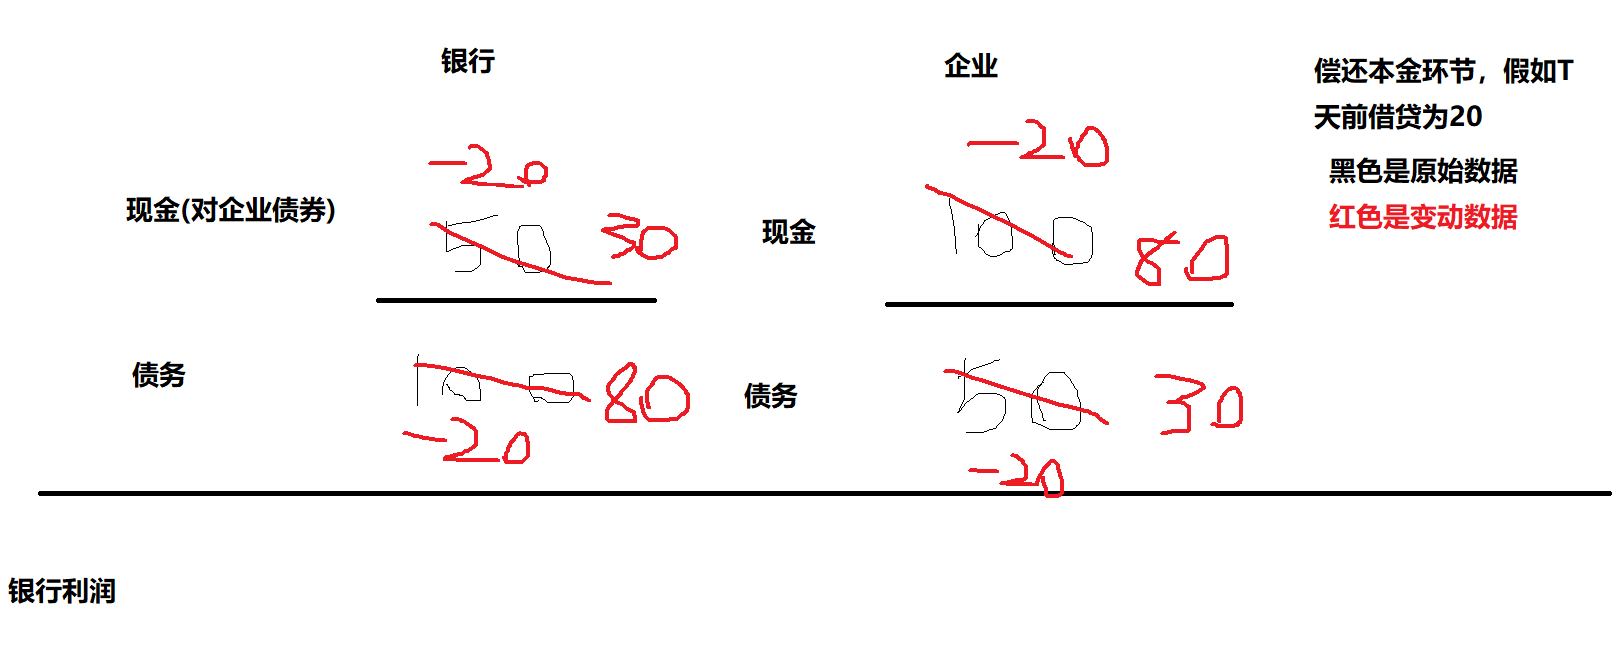 银行
企业
偿还本金环节，假如T
天前借贷为20
黑色是原始数据
红色是变动数据
-20
-20
现金(对企业债券)
50
30
现金
100
80
债务
100
80
-20
债务
50
30
-20
银行利润